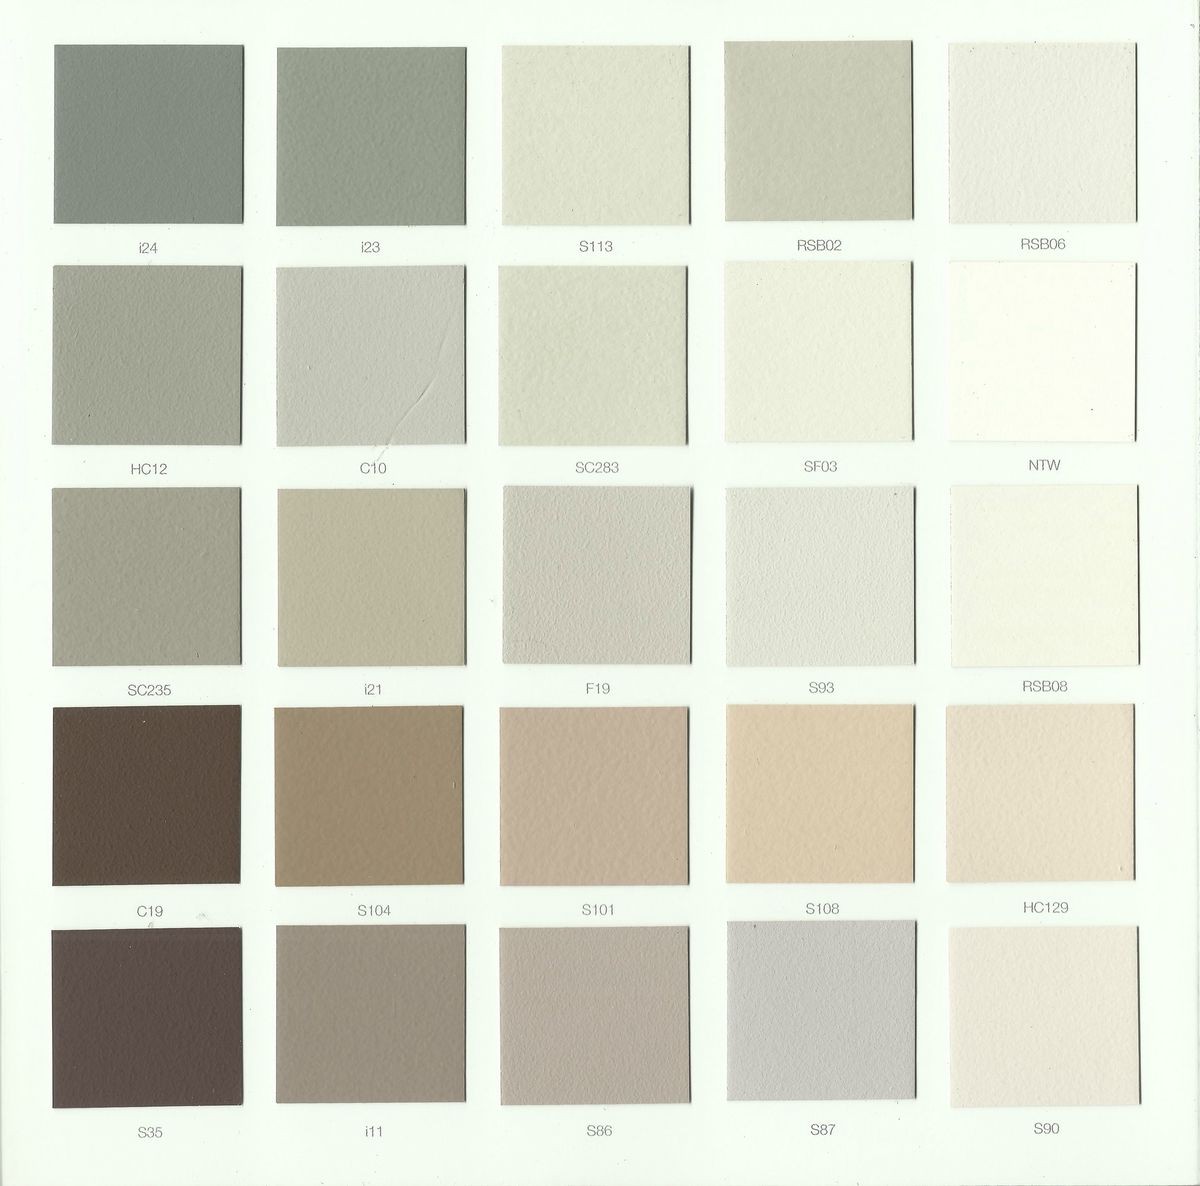 i24
i23
S113
RSB02
RSB06
HC12
C10
SC283
SF03
NTW
SC235
i21
F19
S93
RSB08
C19
S104
S101
S108
HC129
S35
i11
S86
S87
S90